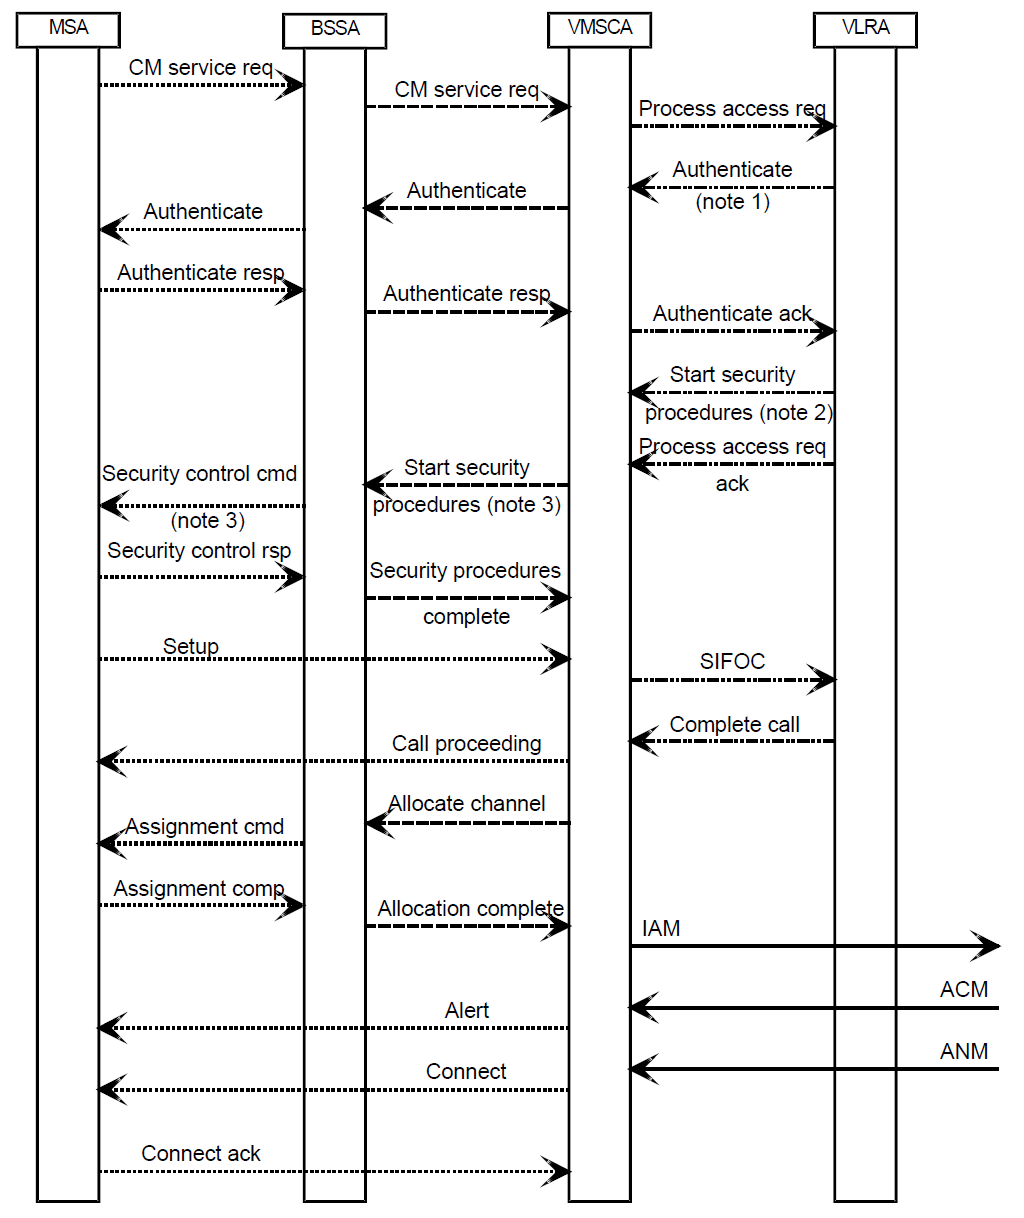 MSA
BSSA
VMSCA
VLRA
CM service req
CM service req
Process access req
Authenticate
(note 1)
Authenticate
Authenticate
Authenticate resp
Authenticate resp
Authenticate ack
Start security
procedures (note 2)
Process access req
ack
Start security
procedures (note 3)
Security control cmd
(note 3)
Security control rsp
Security procedures
complete
Setup
SIFOC
Complete call
Call proceeding
Allocate channel
Assignment cmd
Assignment comp
Allocation complete
IAM
ACM
Alert
ANM
Connect
Connect ack